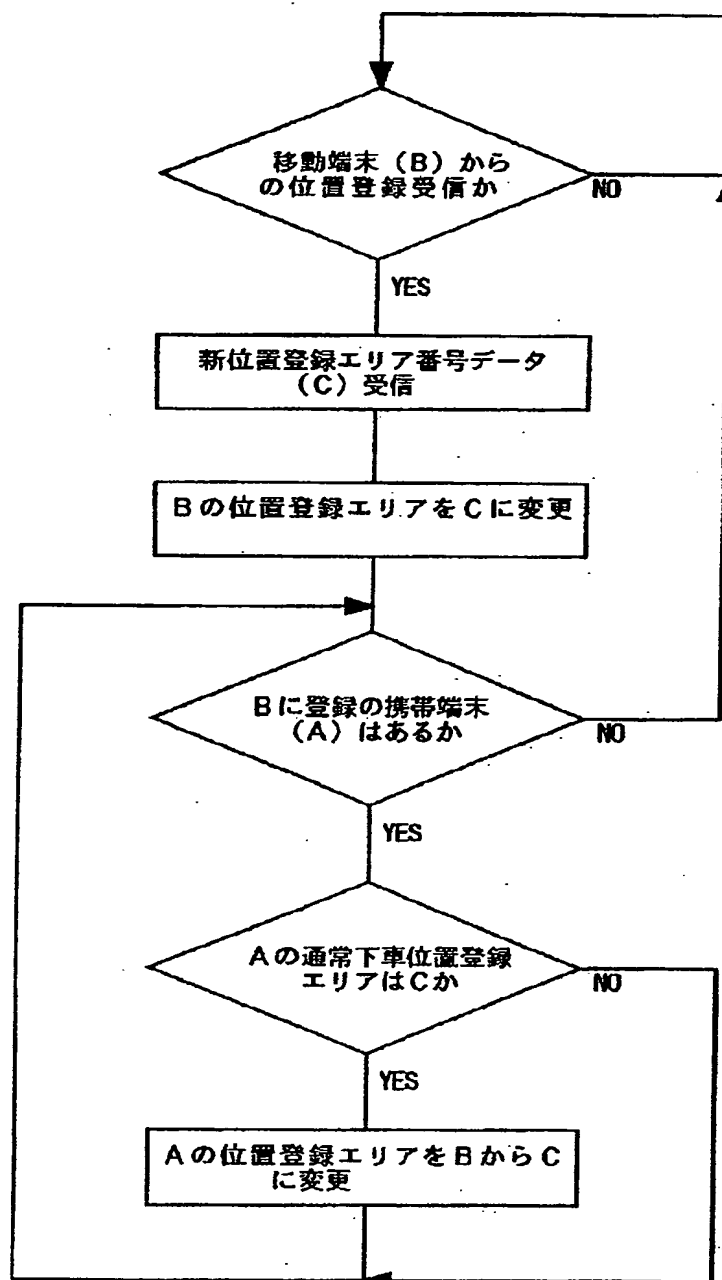 移動端末（B）から
の位置登録受信か
NO
YES
新位置登録エリア番号データ
（C）受信
Bの位置登録エリアをCに変更
Bに登録の携帯端末
（A）はあるか
NO
YES
Aの通常下車位置登録
エリアはCか
NO
YES
Aの位置登録エリアをBからC
に変更